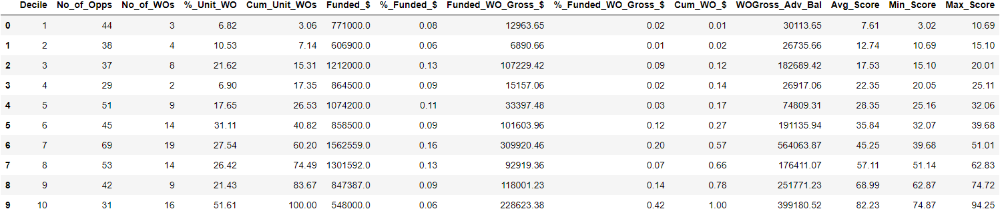 Decile No_of_Opps No_of_WOs %_Unit_WO Cum_Unit_WOs Funded_$ %_Funded_$ Funded_WO_Gross_$ %_Funded_WO_Gross_$ Cum_WO_$ WOGross_Adv_Bal Avg_Score Min_Score Max_Score
0 1 44 3 6.82 3.06 771000.0 0.08 12963.65 0.02 0.01 30113.65 7.61 3.02 10.69
1 2 38 4 10.53 7.14 606900.0 0.06 6890.66 0.01 0.02 26735.66 12.74 10.69 15.10
2 3 37 8 21.62 15.31 1212000.0 0.13 107229.42 0.09 0.12 182689.42 17.53 15.10 20.01
3 4 29 2 6.90 17.35 864500.0 0.09 15157.06 0.02 0.14 26917.06 22.35 20.05 25.11
4 5 51 9 17.65 26.53 1074200.0 0.11 33397.48 0.03 0.17 74809.31 28.35 25.16 32.06
5 6 45 14 31.11 40.82 858500.0 0.09 101603.96 0.12 0.27 191135.94 35.84 32.07 39.68
6 7 69 19 27.54 60.20 1562559.0 0.16 309920.46 0.20 0.57 564063.87 45.25 39.68 51.01
7 8 53 14 26.42 74.49 1301592.0 0.13 92919.36 0.07 0.66 176411.07 57.11 51.14 62.83
8 9 42 9 21.43 83.67 847387.0 0.09 118001.23 0.14 0.78 251771.23 68.99 62.87 74.72
9 10 31 16 51.61 100.00 548000.0 0.06 228623.38 0.42 1.00 399180.52 82.23 74.87 94.25